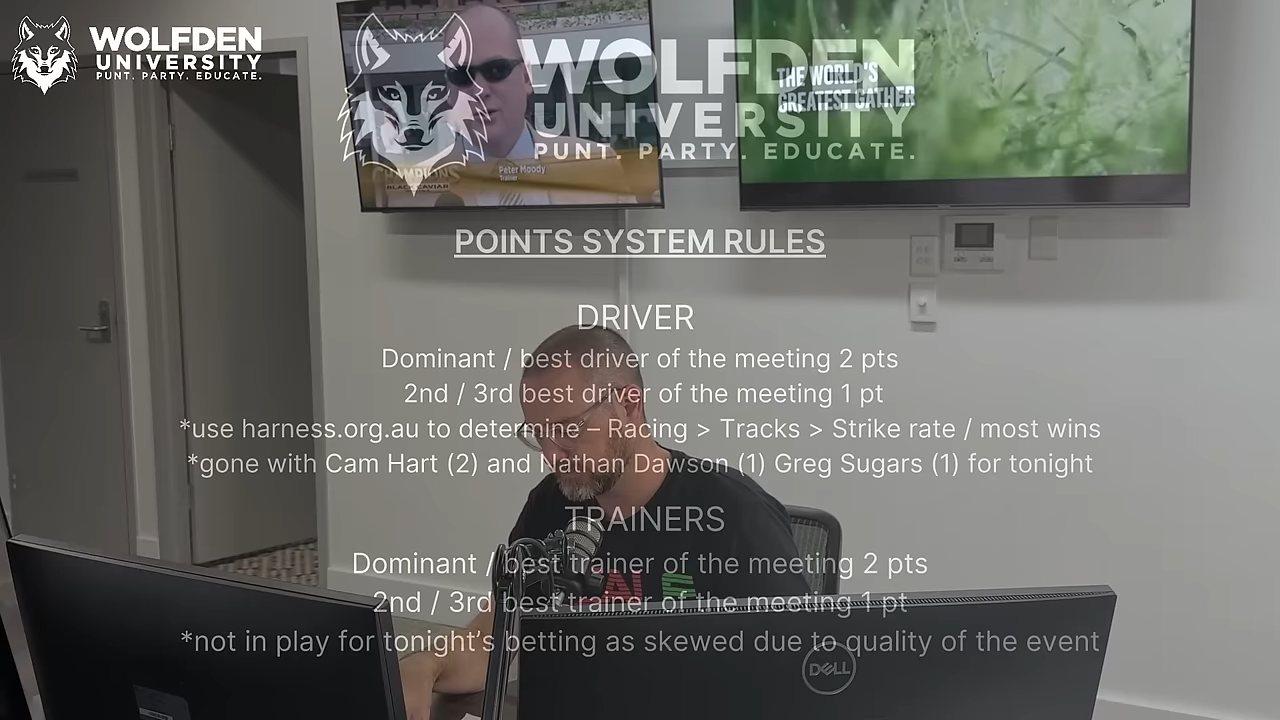 WOLFDEN
UNIVERSITY
PUNT. PARTY. EDUCATE.
WOLFDEN
UNIVERSITY
PUNT. PARTY. EDUCATE.
THE WORLD'S
GREATEST GATHER
CHAMPIONS
BLACK CAVIAR
Peter Moody
Trainer
POINTS SYSTEM RULES
DRIVER
Dominant / best driver of the meeting 2 pts
2nd / 3rd best driver of the meeting 1 pt
*use harness.org.au to determine – Racing > Tracks > Strike rate / most wins
*gone with Cam Hart (2) and Nathan Dawson (1) Greg Sugars (1) for tonight
TRAINERS
Dominant / best trainer of the meeting 2 pts
2nd / 3rd best trainer of the meeting 1 pt
*not in play for tonight's betting as skewed due to quality of the event
DELL